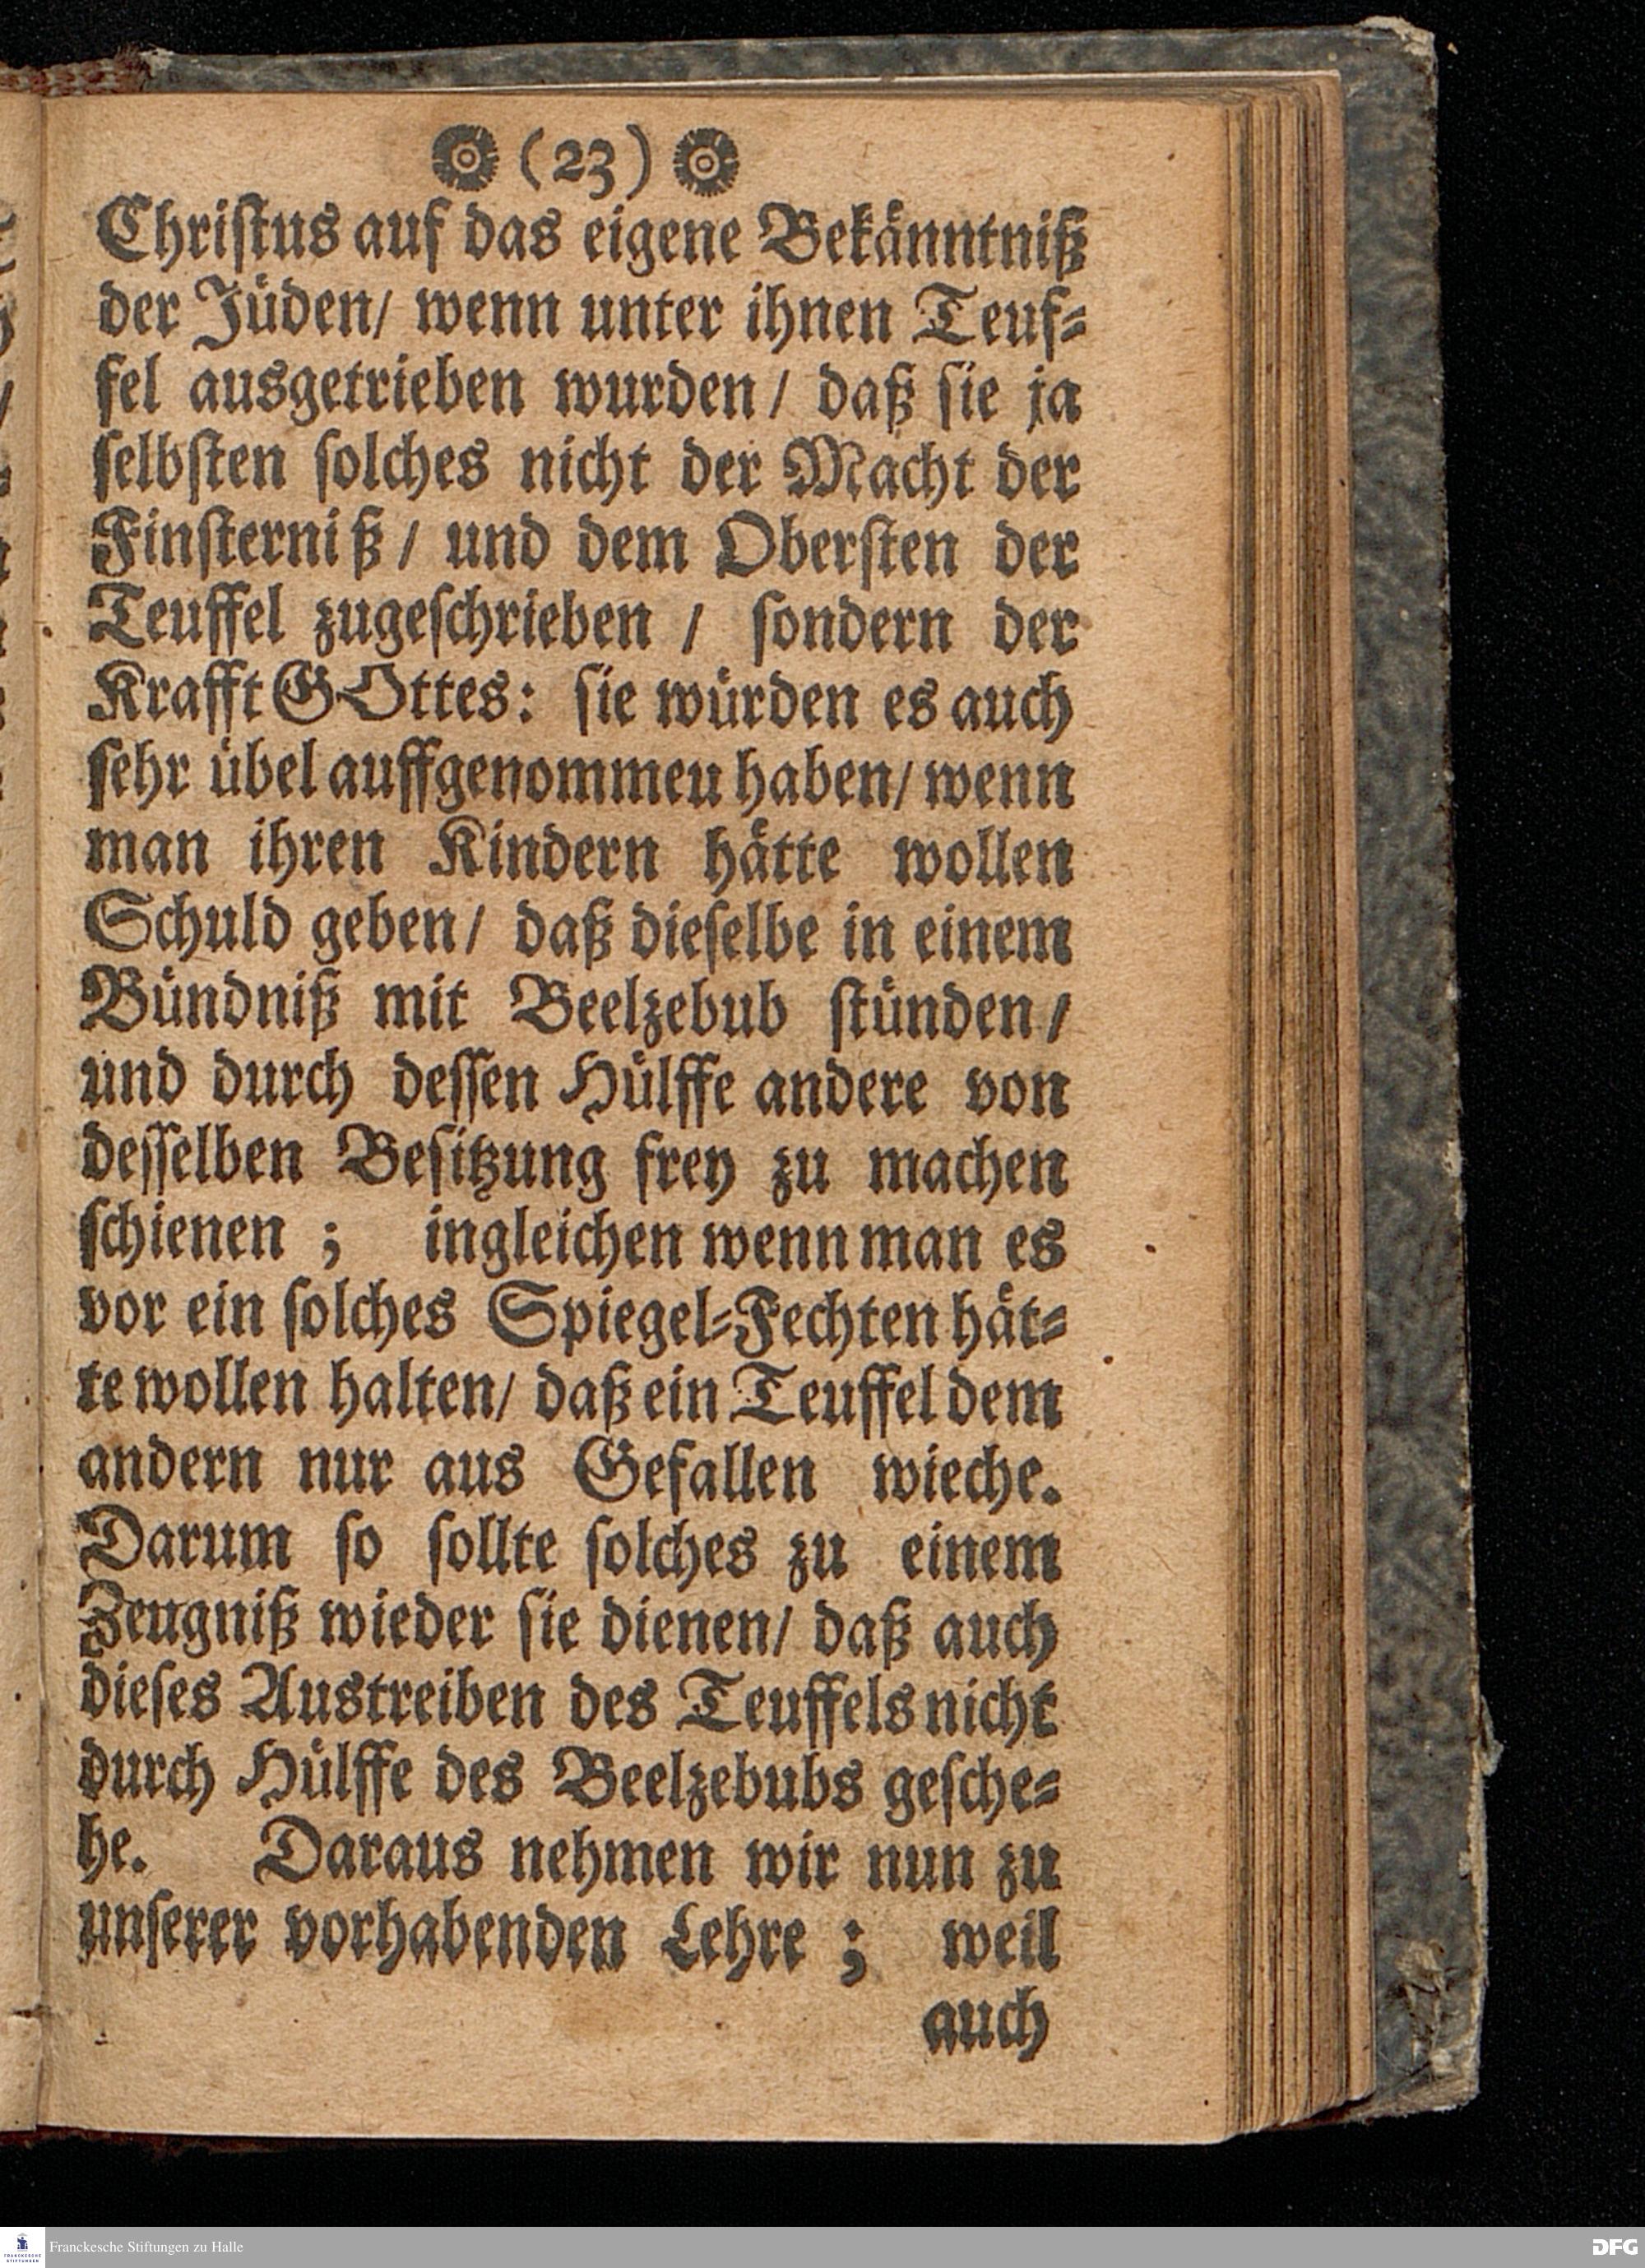 (23)
Chriſtus auf das eigene Bekänntniß
der Jüden/ wenn unter ihnen Teuf⸗
fel ausgetrieben wurden/ daß ſie ja
ſelbſten ſolches nicht der Macht der
Finſterniß/ und dem Oberſten der
Teuffel zugeſchrieben / ſondern der
Krafft GOttes: ſie würden es auch
ſehr übel auffgenommeu haben/ wenn
man ihren Kindern hätte wollen
Schuld geben/ daß dieſelbe in einem
Bündniß mit Beelzebub ſtünden/
und durch deſſen Hülffe andere von
deſſelben Beſitzung frey zu machen
ſchienen ; ingleichen wenn man es
vor ein ſolches Spiegel⸗Fechten hät⸗
te wollen halten/ daß ein Teuffel dem
andern nur aus Gefallen wieche.
Darum ſo ſollte ſolches zu einem
Zeugniß wieder ſie dienen/ daß auch
dieſes Austreiben des Teuffels nicht
durch Hülffe des Beelzebubs geſche⸗
he. Daraus nehmen wir nun zu
unſerer vorhabenden Lehre ; weil
auch
FRANCKESCHE
STIFTUNGEN
Franckesche Stiftungen zu Halle
DFG